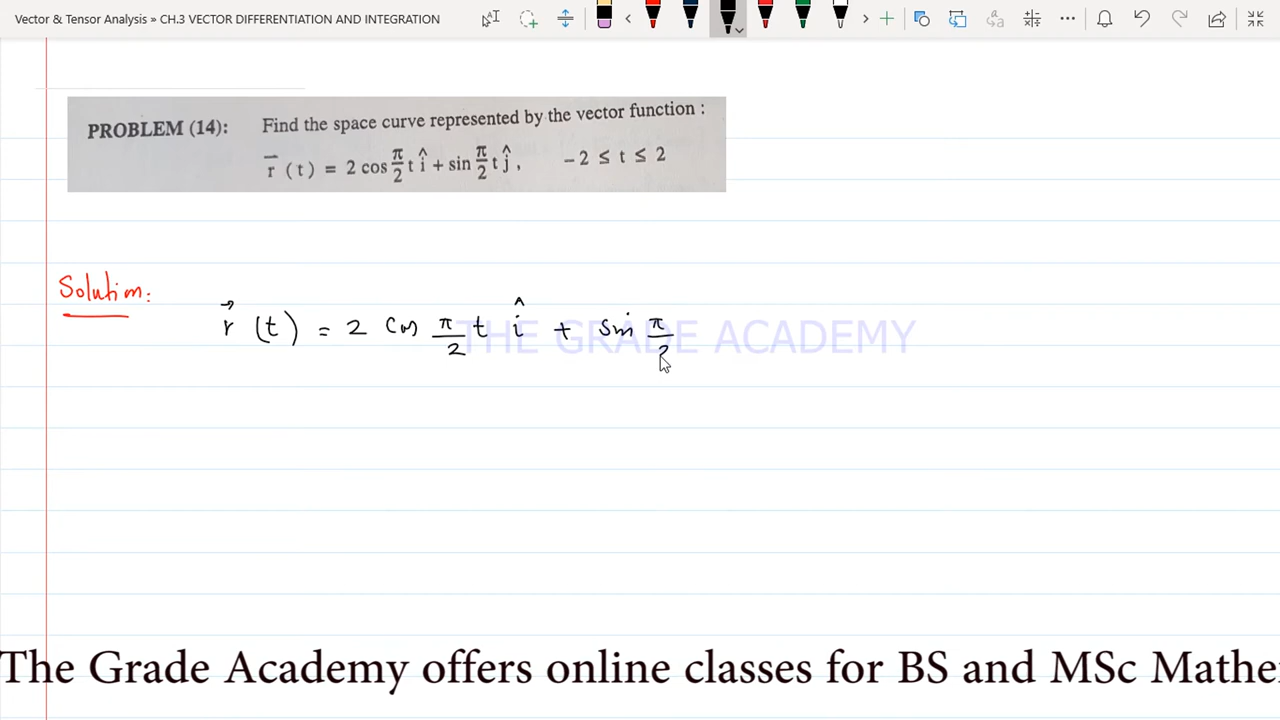 Vector & Tensor Analysis » CH.3 VECTOR DIFFERENTIATION AND INTEGRATION
PROBLEM (14): Find the space curve represented by the vector function :
r⃗ (t) = 2 cos π/2 t î + sin π/2 t ĵ , − 2 ≤ t ≤ 2
Solution:
r⃗ (t) = 2 Cos π/2 t î + sin π/2
THE GRADE ACADEMY
The Grade Academy offers online classes for BS and MSc Mathe